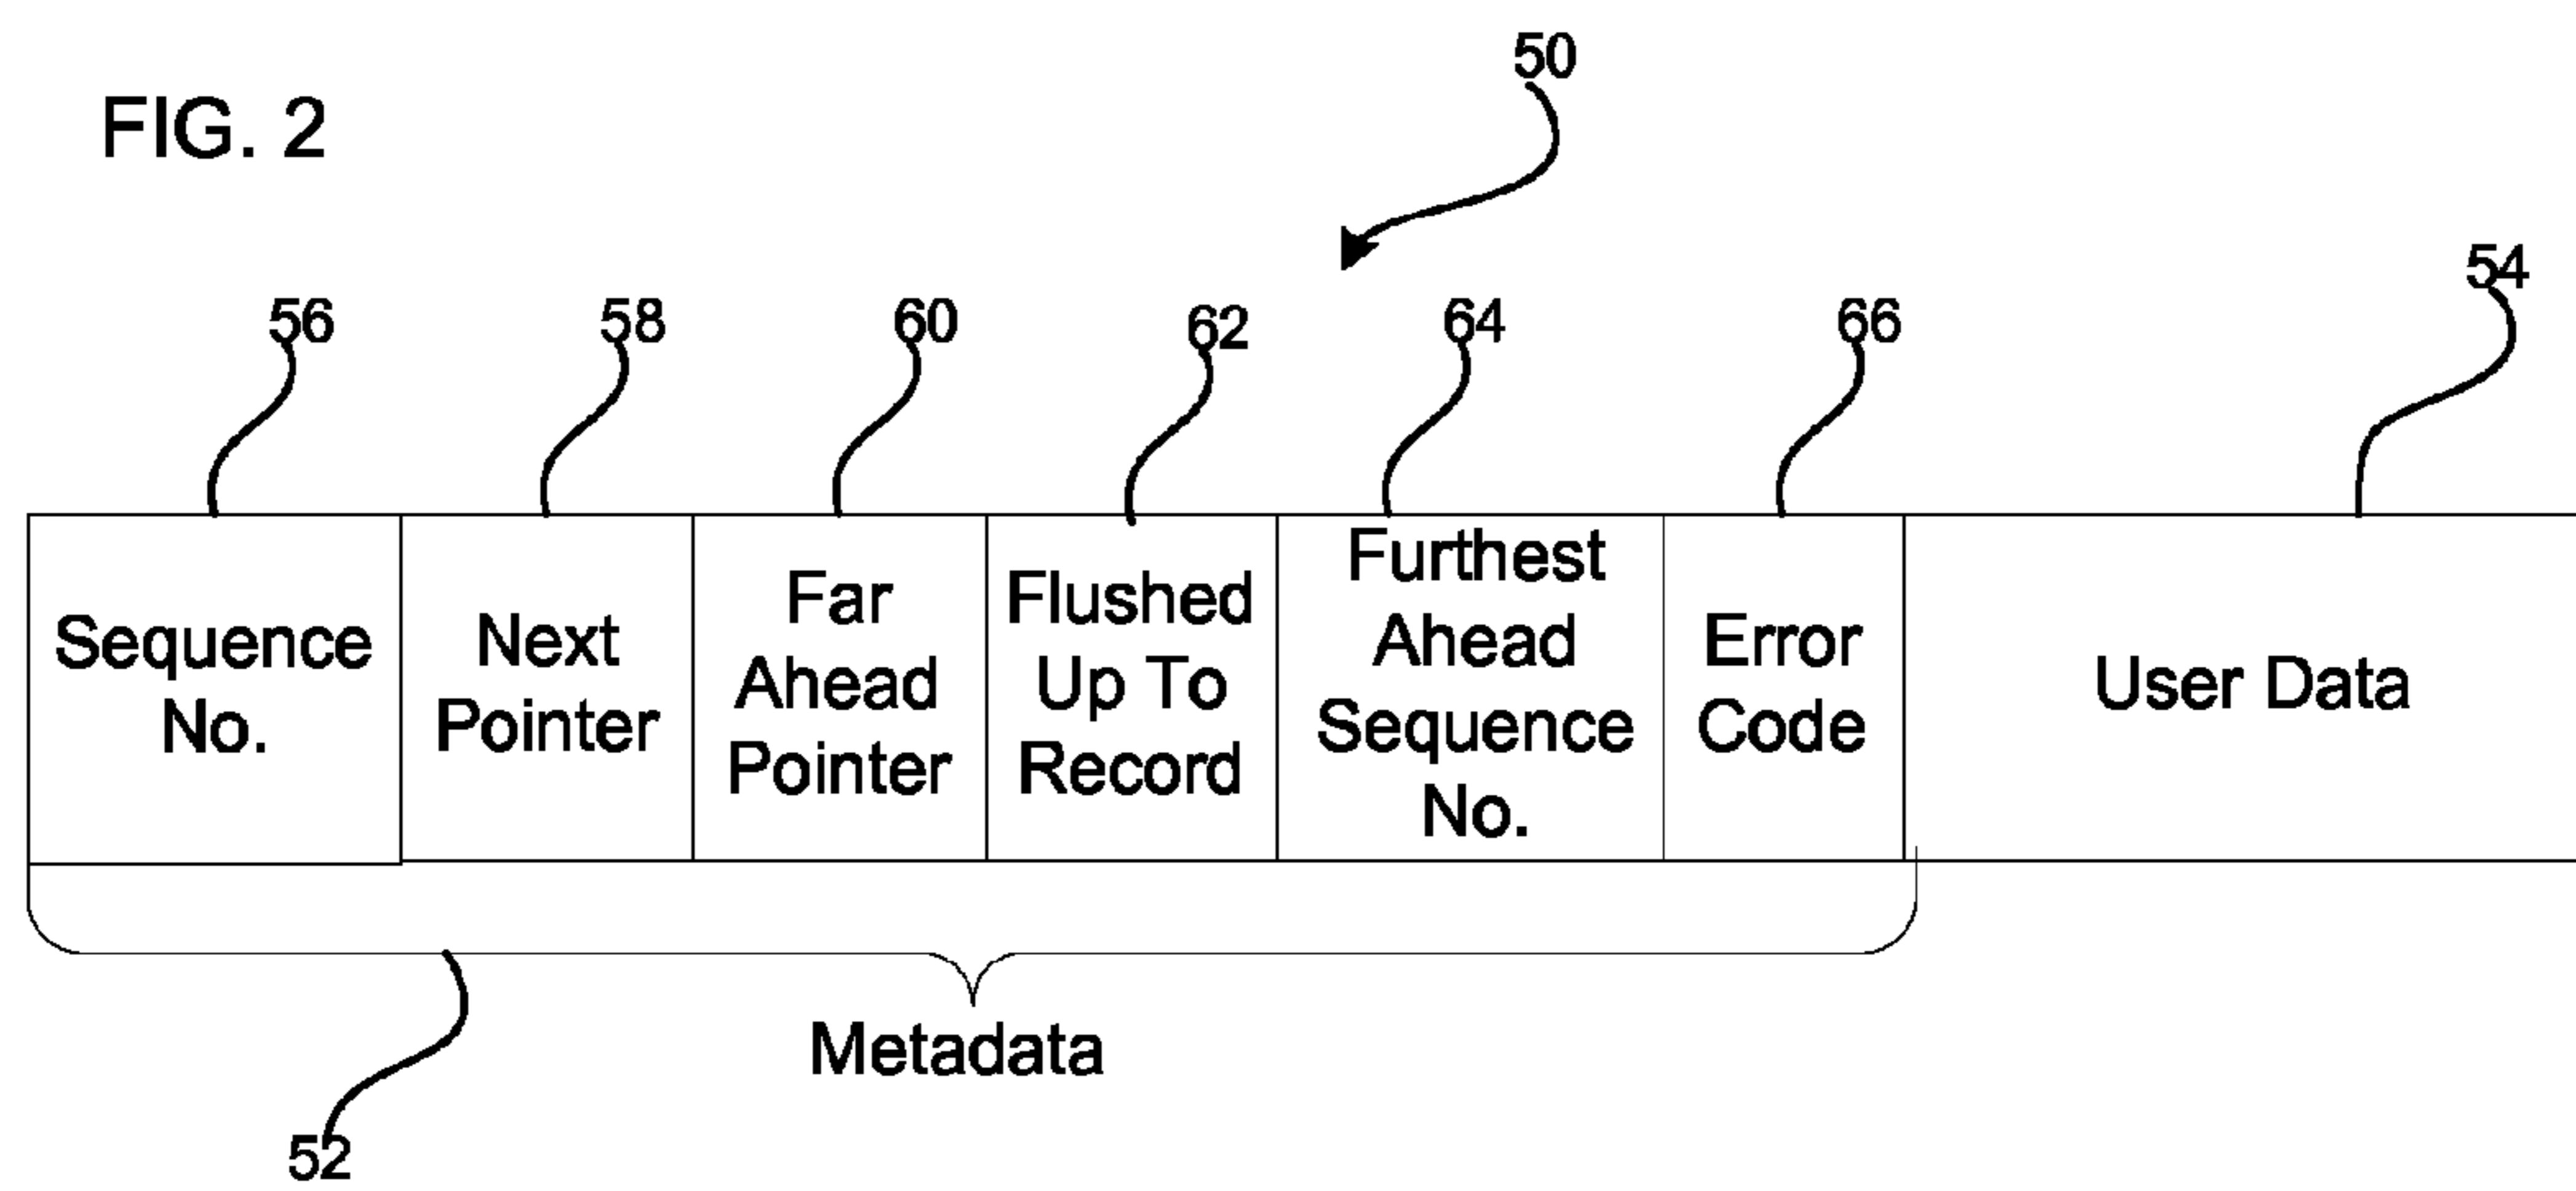 50
FIG. 2
54
56
58
60
62
64
66
Sequence
No.
Next
Pointer
Far
Ahead
Pointer
Flushed
Up To
Record
Furthest
Ahead
Sequence
No.
Error
Code
User Data
Metadata
52